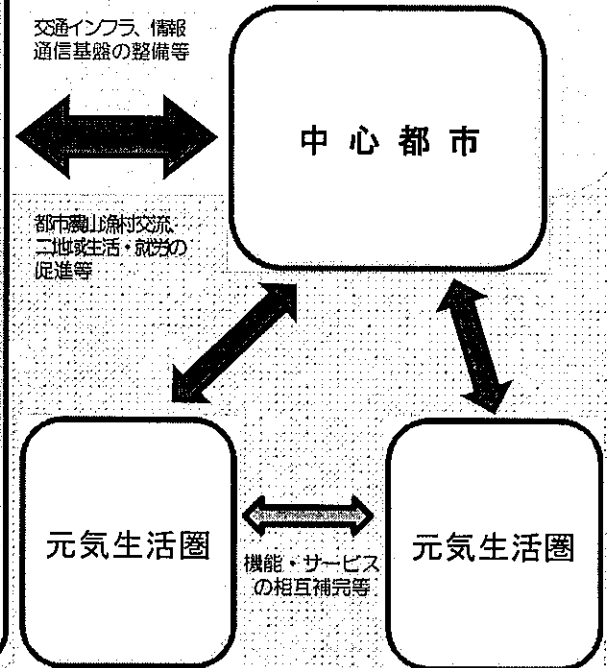 交通インフラ、情報
通信基盤の整備等
中心都市
都市農山漁村交流、
二地域生活・就労の
促進等
元気生活圏
機能・サービス
の相互補完等
元気生活圏